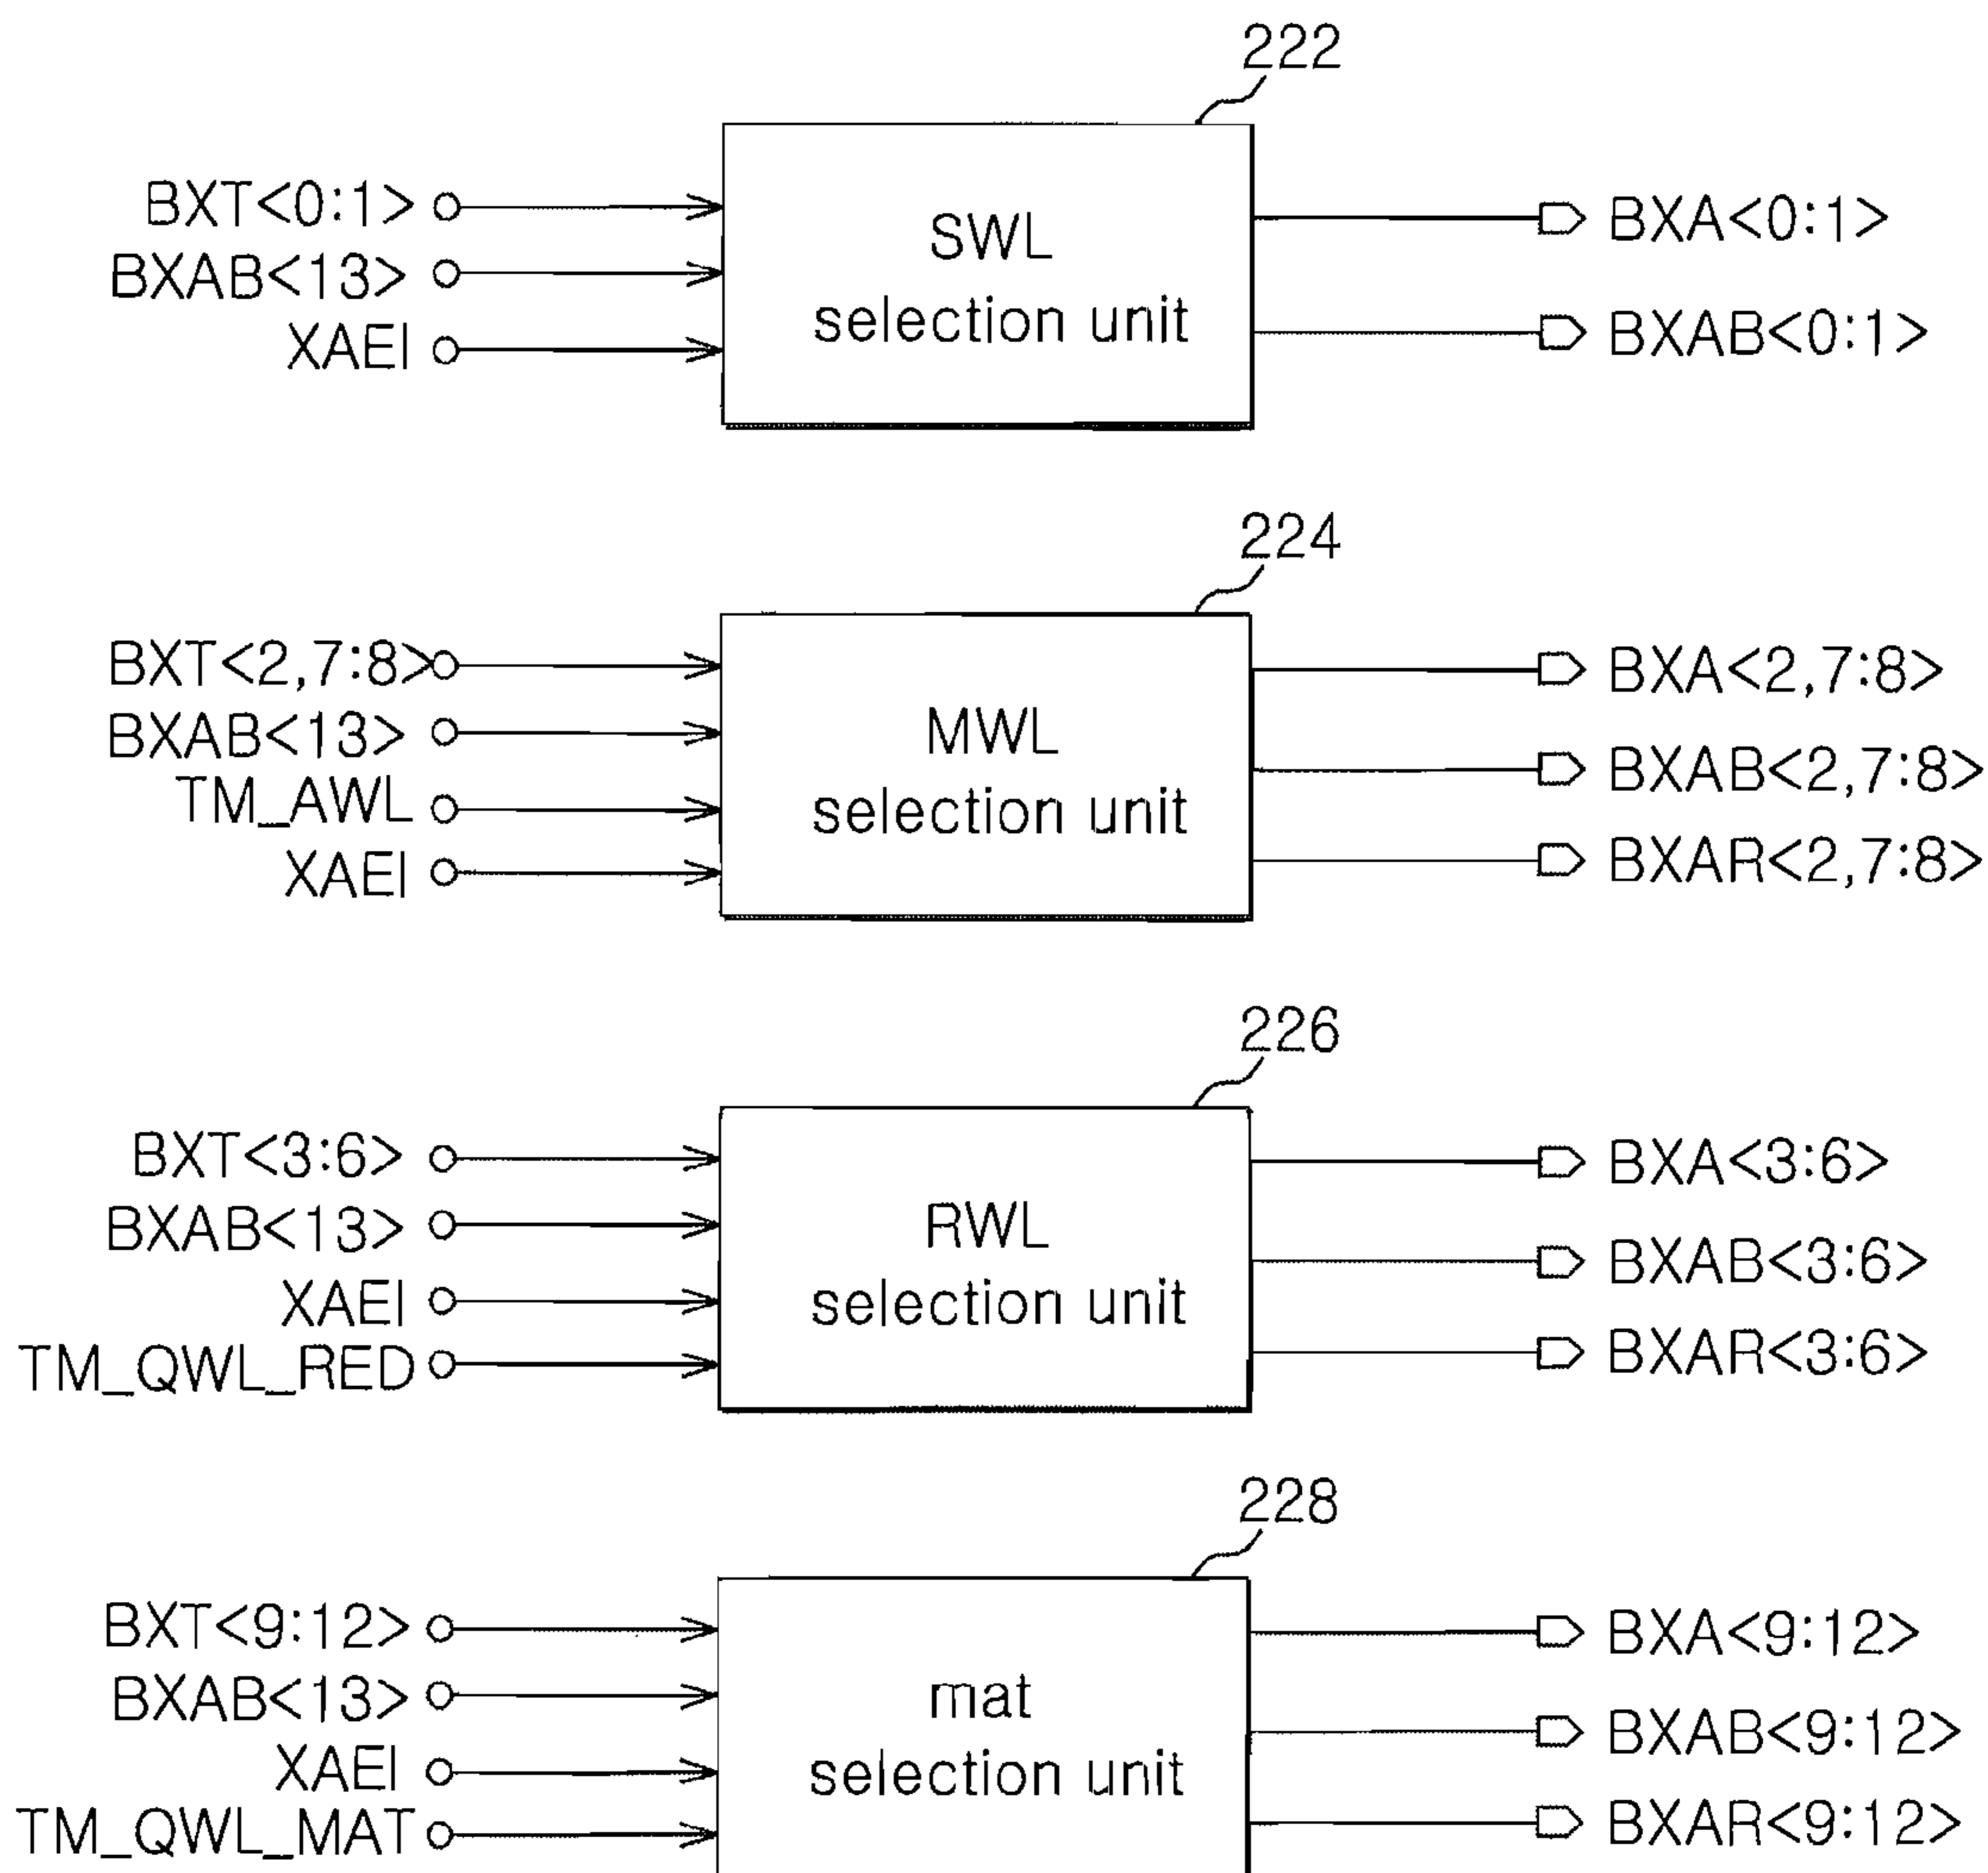 222
BXT<0:1>
BXAB<13>
XAEI
SWL
selection unit
BXA<0:1>
BXAB<0:1>
224
BXT<2,7:8>
BXAB<13>
TM_AWL
XAEI
MWL
selection unit
BXA<2,7:8>
BXAB<2,7:8>
BXAR<2,7:8>
226
BXT<3:6>
BXAB<13>
XAEI
TM_QWL_RED
RWL
selection unit
BXA<3:6>
BXAB<3:6>
BXAR<3:6>
228
BXT<9:12>
BXAB<13>
XAEI
TM_QWL_MAT
mat
selection unit
BXA<9:12>
BXAB<9:12>
BXAR<9:12>